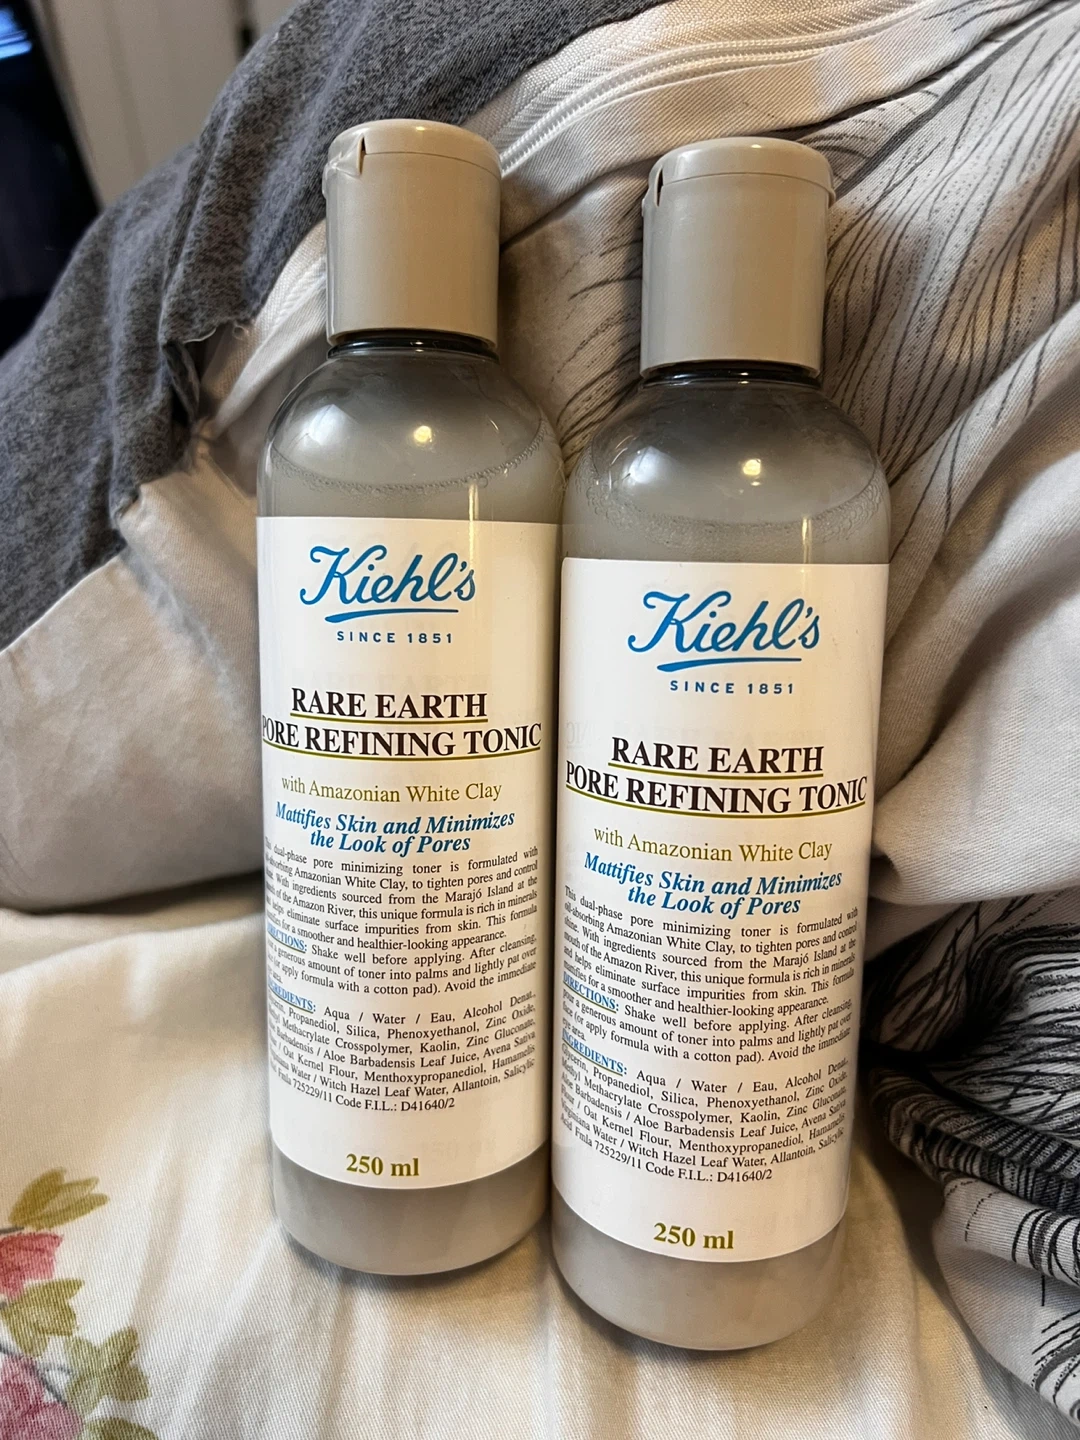 Kiehl's
SINCE 1851
RARE EARTH
PORE REFINING TONIC
with Amazonian White Clay
Mattifies Skin and Minimizes
the Look of Pores
dual-phase pore minimizing toner is formulated with
Amazonian White Clay, to tighten pores and control
With ingredients sourced from the Marajó Island at the
of the Amazon River, this unique formula is rich in minerals
helps eliminate surface impurities from skin. This formula
for a smoother and healthier-looking appearance.
Shake well before applying. After cleansing,
a generous amount of toner into palms and lightly pat over
(or apply formula with a cotton pad). Avoid the immediate
area.
INGREDIENTS: Aqua / Water / Eau, Alcohol Denat.,
Propanediol, Silica, Phenoxyethanol, Zinc Oxide,
Methacrylate Crosspolymer, Kaolin, Zinc Gluconate,
Barbadensis / Aloe Barbadensis Leaf Juice, Avena Sativa
/ Oat Kernel Flour, Menthoxypropanediol, Hamamelis
Water / Witch Hazel Leaf Water, Allantoin, Salicylic
Fmla 725229/11 Code F.I.L.: D41640/2
250 ml
Kiehl's
SINCE 1851
RARE EARTH
PORE REFINING TONIC
with Amazonian White Clay
Mattifies Skin and Minimizes
the Look of Pores
This dual-phase pore minimizing toner is formulated with
oil-absorbing Amazonian White Clay, to tighten pores and control
shine. With ingredients sourced from the Marajó Island at the
mouth of the Amazon River, this unique formula is rich in minerals
and helps eliminate surface impurities from skin. This formula
mattifies for a smoother and healthier-looking appearance.
DIRECTIONS: Shake well before applying. After cleansing,
pour a generous amount of toner into palms and lightly pat over
face (or apply formula with a cotton pad). Avoid the immediate
eye area.
INGREDIENTS: Aqua / Water / Eau, Alcohol Denat.,
Glycerin, Propanediol, Silica, Phenoxyethanol, Zinc Oxide,
Methyl Methacrylate Crosspolymer, Kaolin, Zinc Gluconate,
Aloe Barbadensis / Aloe Barbadensis Leaf Juice, Avena Sativa
/ Oat Kernel Flour, Menthoxypropanediol, Hamamelis
Virginiana Water / Witch Hazel Leaf Water, Allantoin, Salicylic
Acid Fmla 725229/11 Code F.I.L.: D41640/2
250 ml